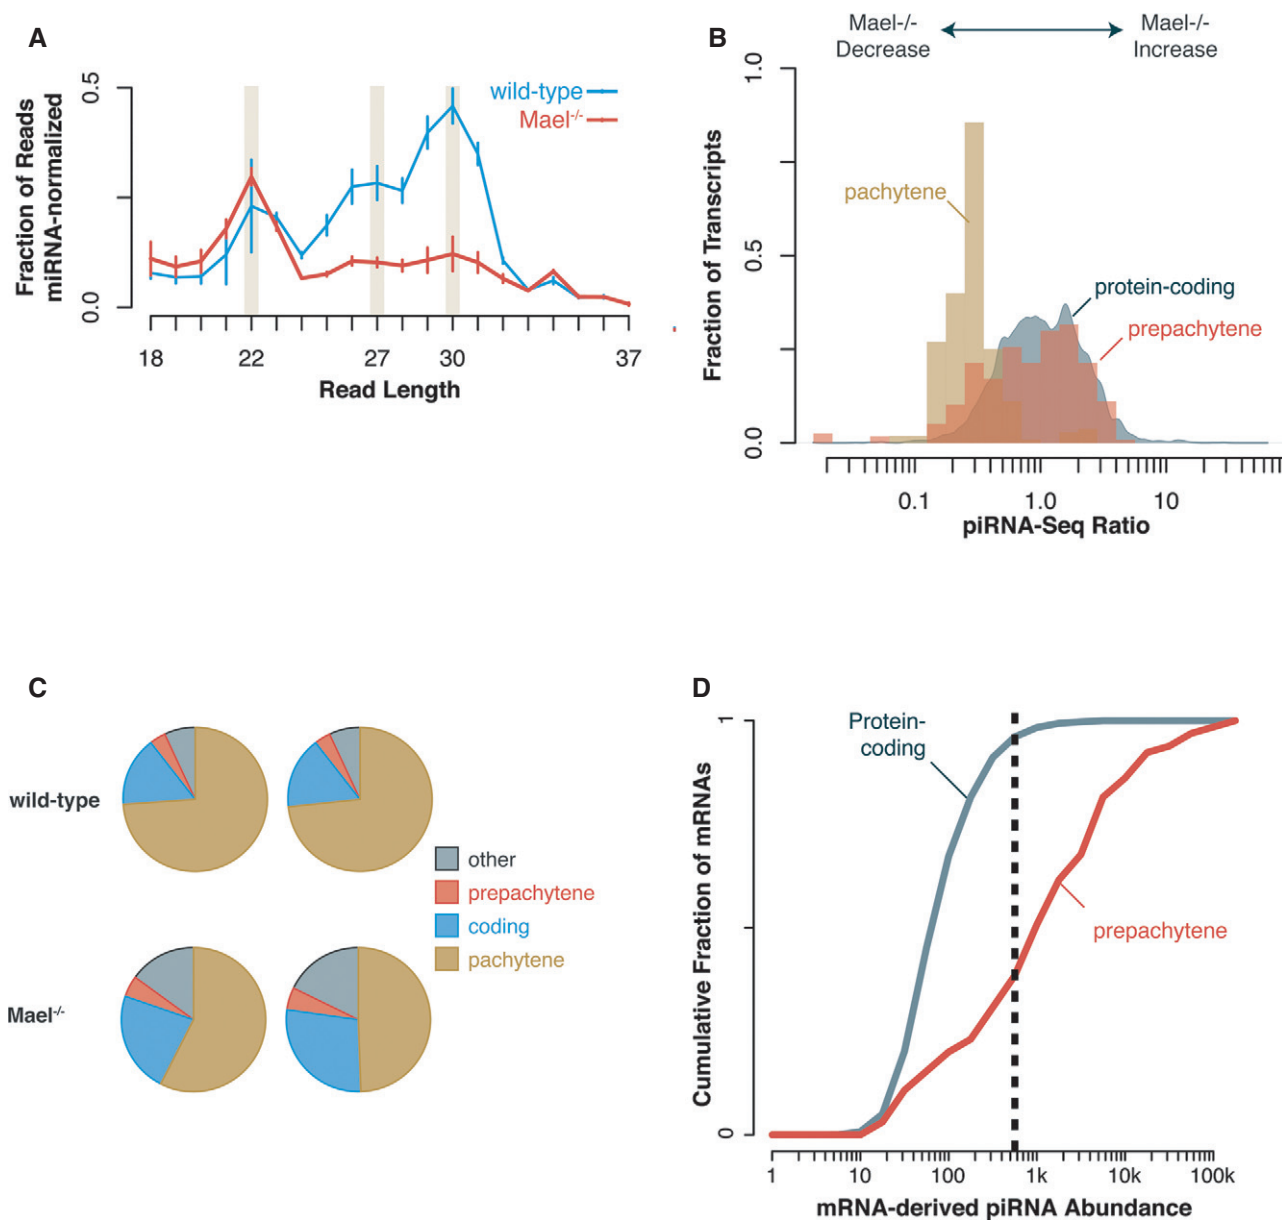 A
Fraction of Reads
miRNA-normalized
0.5
0.0
wild-type
Mael-/-
18 22 27 30 37
Read Length
B
Mael-/-
Decrease
Mael-/-
Increase
Fraction of Transcripts
1.0
0.5
0.0
pachytene
protein-coding
prepachytene
0.1 1.0 10
piRNA-Seq Ratio
C
wild-type
Mael-/-
other
prepachytene
coding
pachytene
D
Cumulative Fraction of mRNAs
1
0
Protein-
coding
prepachytene
1 10 100 1k 10k 100k
mRNA-derived piRNA Abundance